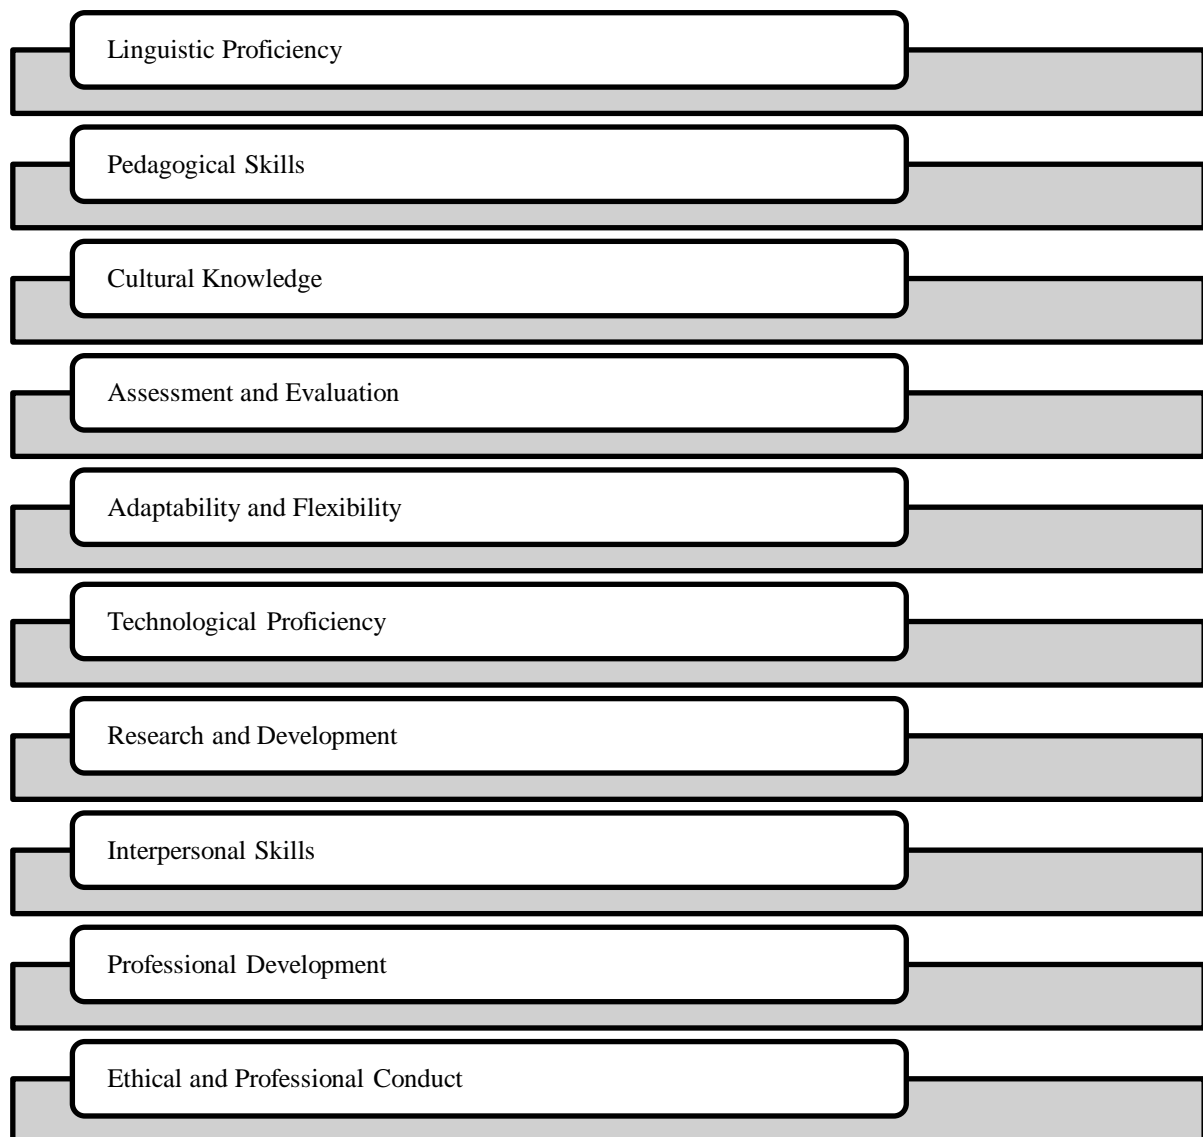 Linguistic Proficiency
Pedagogical Skills
Cultural Knowledge
Assessment and Evaluation
Adaptability and Flexibility
Technological Proficiency
Research and Development
Interpersonal Skills
Professional Development
Ethical and Professional Conduct